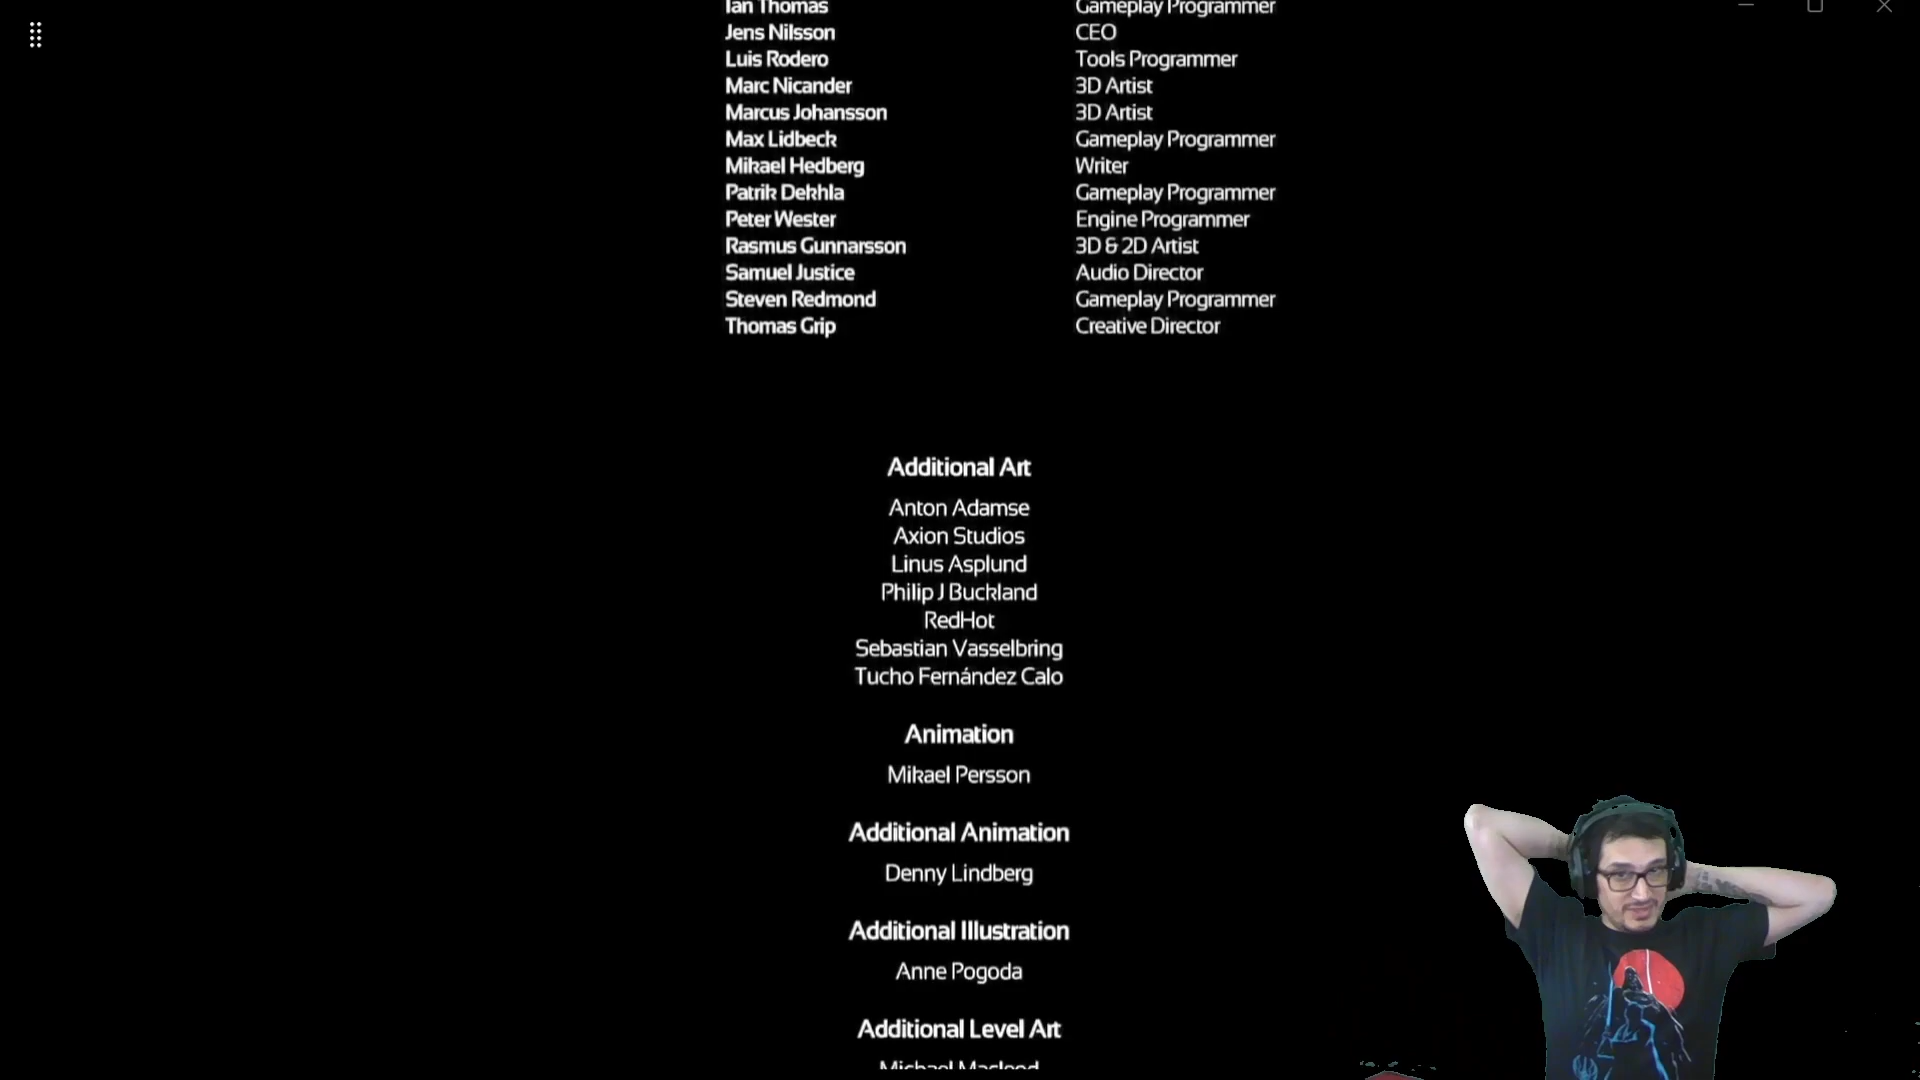 Ian Thomas Gameplay Programmer
Jens Nilsson CEO
Luis Rodero Tools Programmer
Marc Nicander 3D Artist
Marcus Johansson 3D Artist
Max Lidbeck Gameplay Programmer
Mikael Hedberg Writer
Patrik Dekhla Gameplay Programmer
Peter Wester Engine Programmer
Rasmus Gunnarsson 3D & 2D Artist
Samuel Justice Audio Director
Steven Redmond Gameplay Programmer
Thomas Grip Creative Director
Additional Art
Anton Adamse
Axion Studios
Linus Asplund
Philip J Buckland
RedHot
Sebastian Vasselbring
Tucho Fernández Calo
Animation
Mikael Persson
Additional Animation
Denny Lindberg
Additional Illustration
Anne Pogoda
Additional Level Art
Michael Macleod